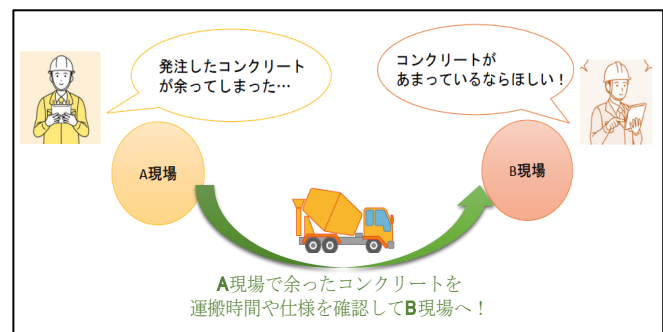 発注したコンクリート
が余ってしまった…
コンクリートが
あまっているならほしい！
A現場
B現場
A現場で余ったコンクリートを
運搬時間や仕様を確認してB現場へ！